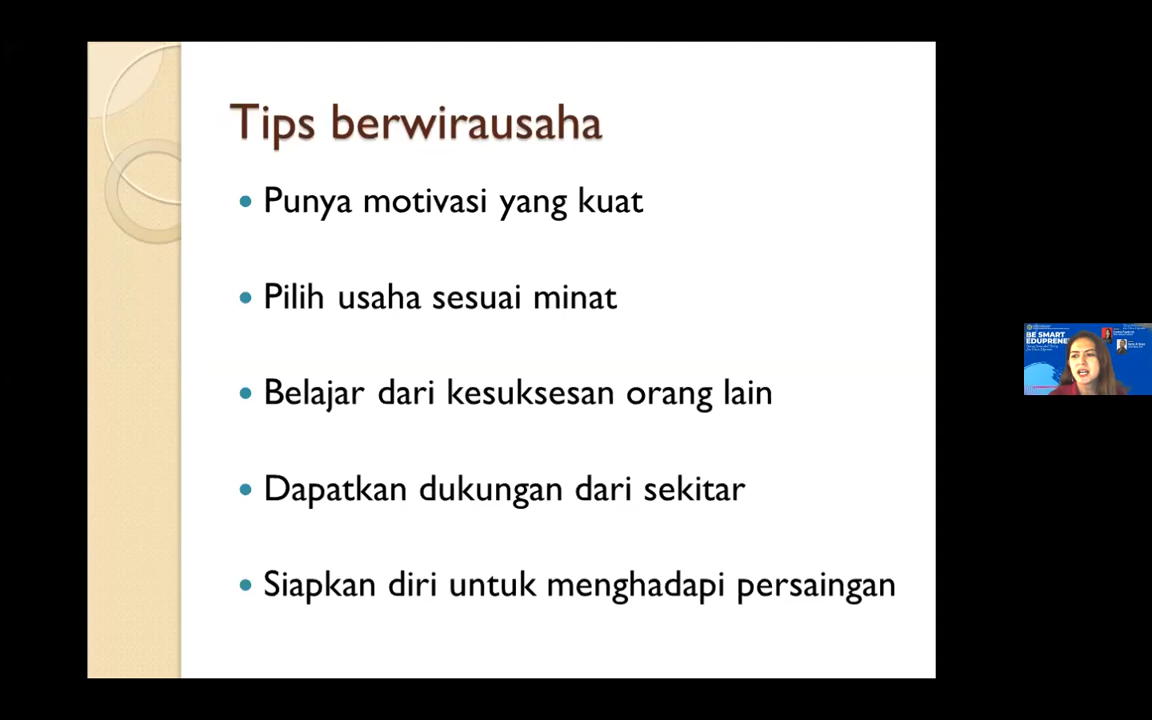 Tips berwirausaha
Punya motivasi yang kuat
Pilih usaha sesuai minat
Belajar dari kesuksesan orang lain
Dapatkan dukungan dari sekitar
Siapkan diri untuk menghadapi persaingan
BE SMART